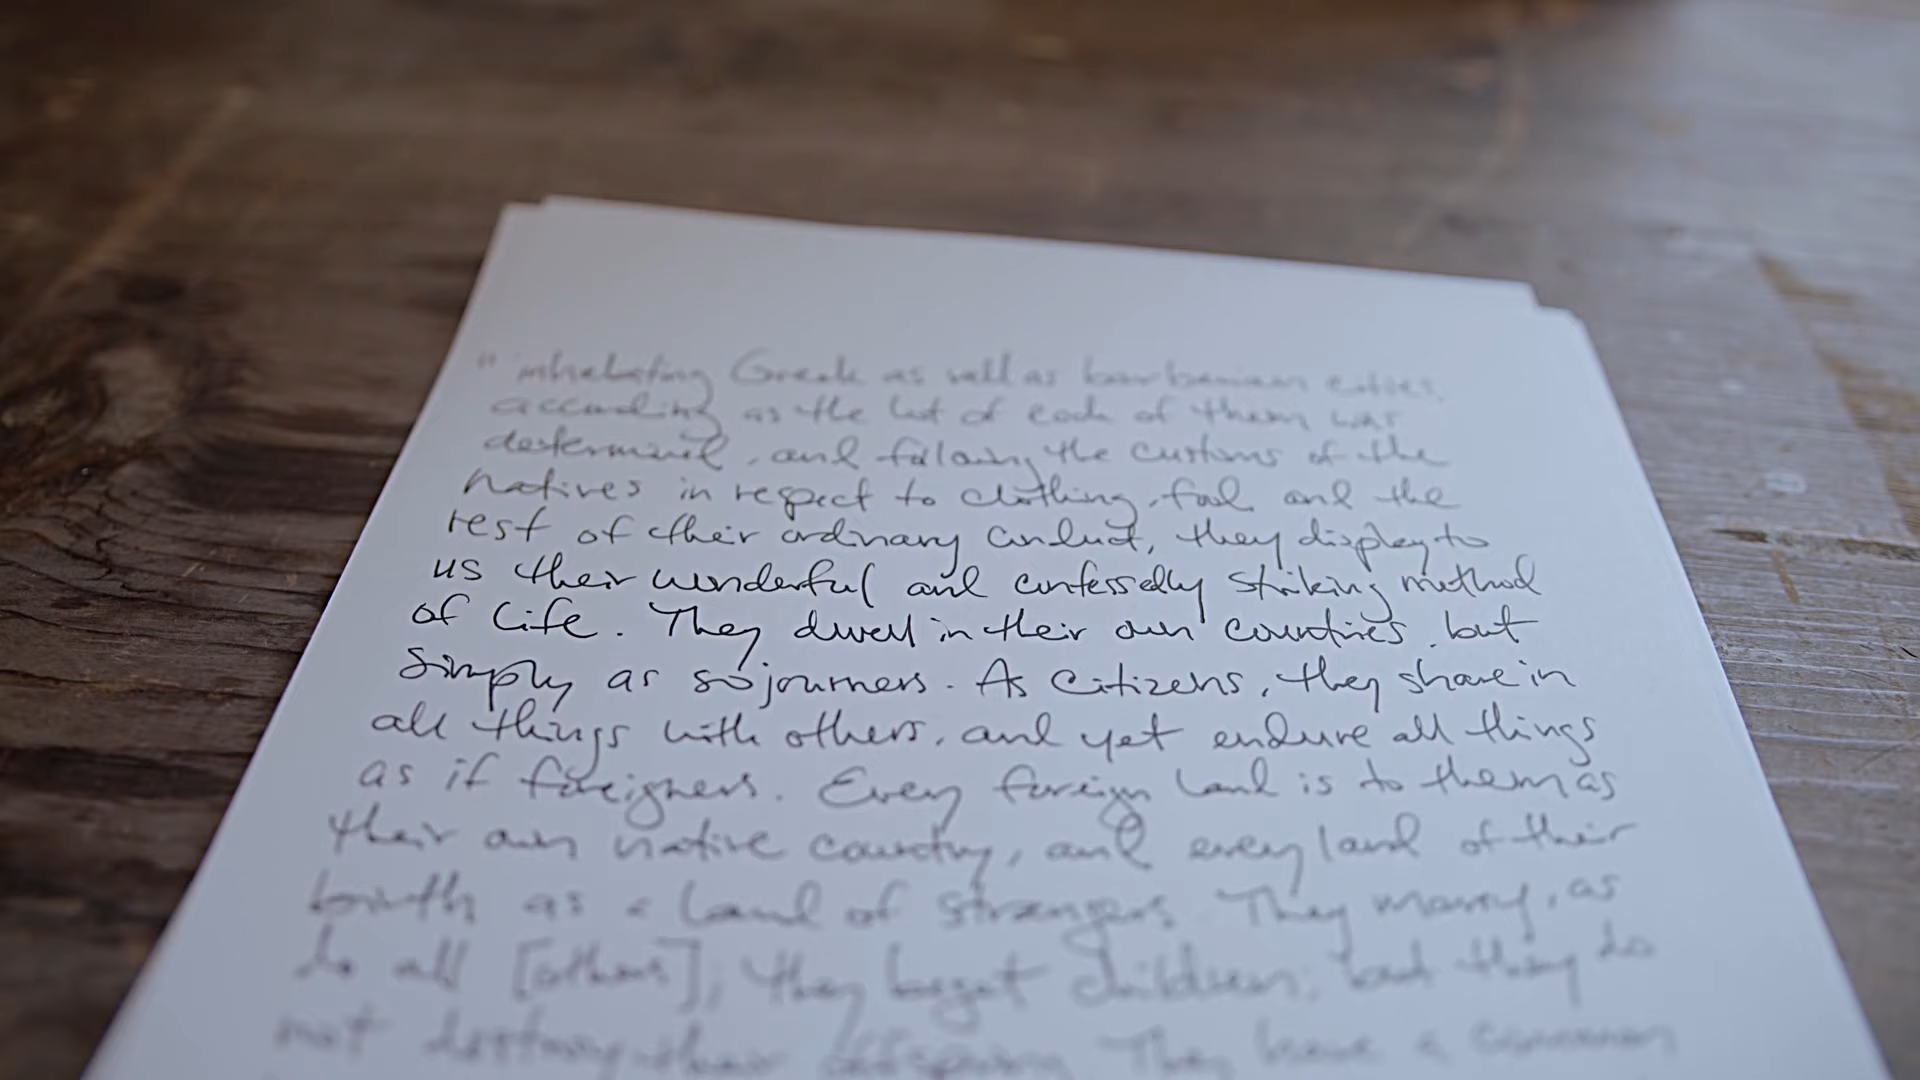 "inhabiting Greek as well as barbarian cities,
according as the lot of each of them was
determined, and following the customs of the
natives in respect to clothing, food, and the
rest of their ordinary conduct, they display to
us their wonderful and confessedly striking method
of life. They dwell in their own countries, but
simply as sojourners. As citizens, they share in
all things with others, and yet endure all things
as if foreigners. Every foreign land is to them as
their own native country, and every land of their
birth as a land of strangers. They marry, as
do all [others]; they beget children; but they do
not destroy their offspring. They have a common